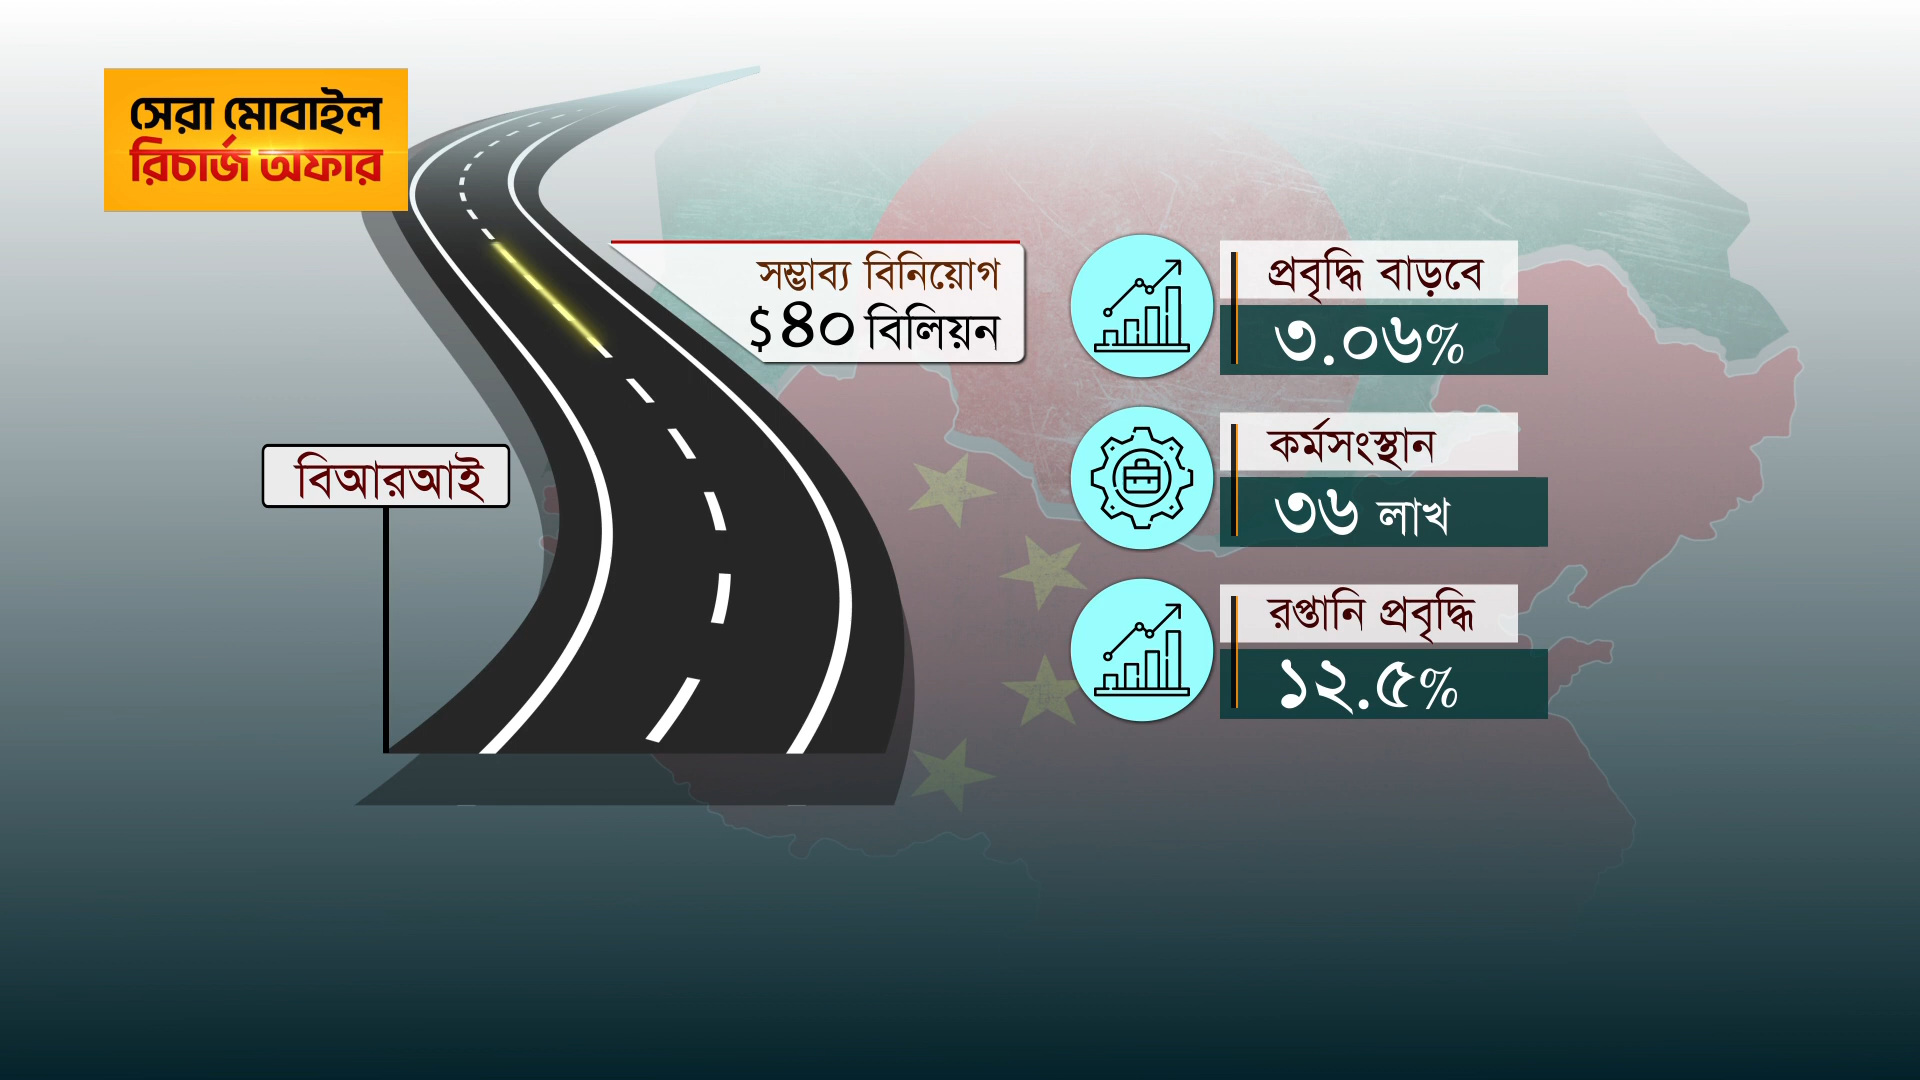 সেরা মোবাইল
রিচার্জ অফার
সম্ভাব্য বিনিয়োগ
$৪০ বিলিয়ন
বিআরআই
প্রবৃদ্ধি বাড়বে
৩.০৬%
কর্মসংস্থান
৩৬ লাখ
রপ্তানি প্রবৃদ্ধি
১২.৫%